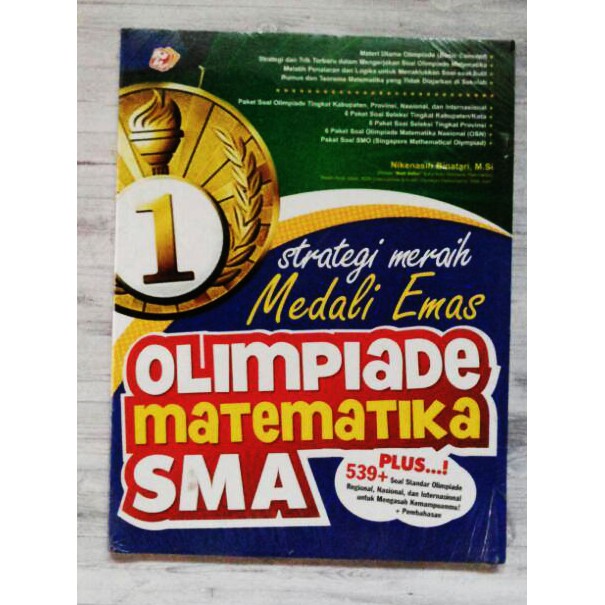 Materi Utama Olimpiade (Basic Concept)
Strategi dan Trik Terbaru dalam Mengerjakan Soal Olimpiade Matematika
Melatih Penalaran dan Logika untuk Menaklukkan Soal-soal Sulit
Rumus dan Teorema Matematika yang Tidak Diajarkan di Sekolah
Paket Soal Olimpiade Tingkat Kabupaten, Provinsi, Nasional, dan Internasional
6 Paket Soal Seleksi Tingkat Kabupaten/Kota
6 Paket Soal Seleksi Tingkat Provinsi
6 Paket Soal Olimpiade Matematika Nasional (OSN)
Paket Soal SMO (Singapore Mathematical Olympiad)
Nikenasih Binatari, M.Si
1
strategi meraih
Medali Emas
OLIMPIADE
MATEMATIKA
SMA
PLUS...!
539+ Soal Standar Olimpiade
Regional, Nasional, dan Internasional
untuk Mengasah Kemampuanmu!
+ Pembahasan